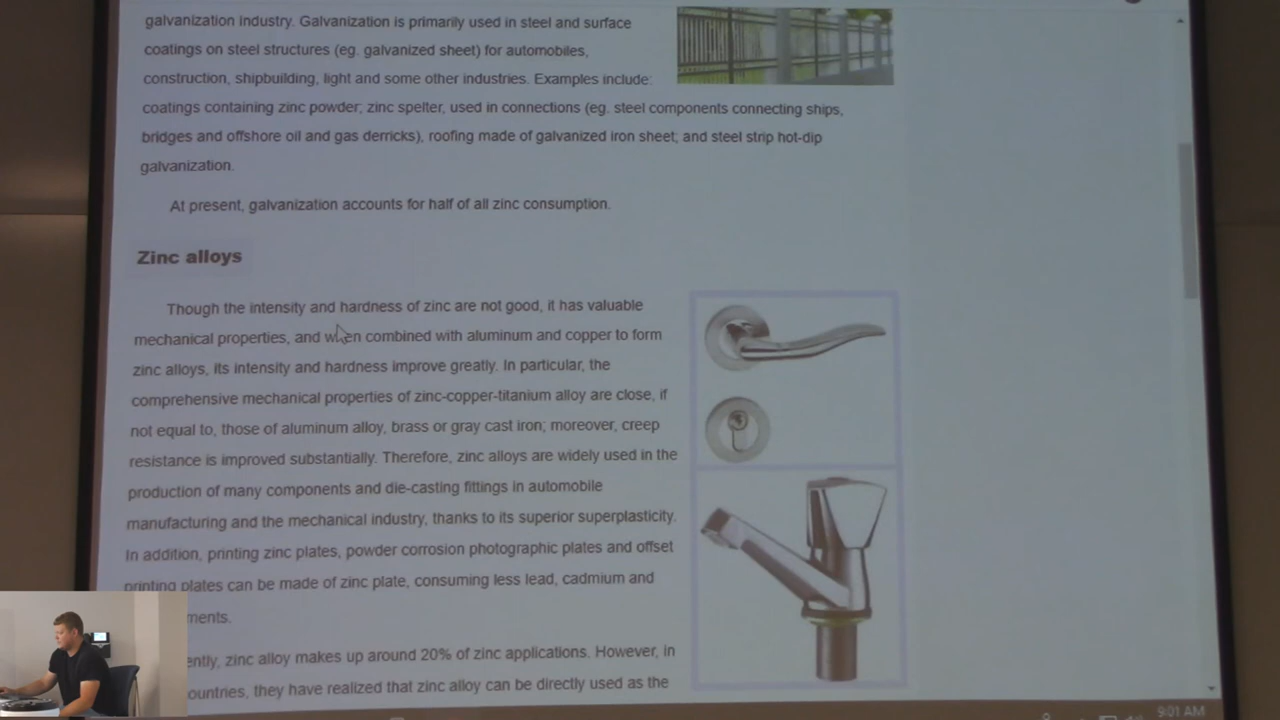 galvanization industry. Galvanization is primarily used in steel and surface
coatings on steel structures (eg. galvanized sheet) for automobiles,
construction, shipbuilding, light and some other industries. Examples include:
coatings containing zinc powder; zinc spelter, used in connections (eg. steel components connecting ships,
bridges and offshore oil and gas derricks), roofing made of galvanized iron sheet; and steel strip hot-dip
galvanization.
At present, galvanization accounts for half of all zinc consumption.
Zinc alloys
Though the intensity and hardness of zinc are not good, it has valuable
mechanical properties, and when combined with aluminum and copper to form
zinc alloys, its intensity and hardness improve greatly. In particular, the
comprehensive mechanical properties of zinc-copper-titanium alloy are close, if
not equal to, those of aluminum alloy, brass or gray cast iron; moreover, creep
resistance is improved substantially. Therefore, zinc alloys are widely used in the
production of many components and die-casting fittings in automobile
manufacturing and the mechanical industry, thanks to its superior superplasticity.
In addition, printing zinc plates, powder corrosion photographic plates and offset
printing plates can be made of zinc plate, consuming less lead, cadmium and
ments.
ently, zinc alloy makes up around 20% of zinc applications. However, in
ountries, they have realized that zinc alloy can be directly used as the
9:01 AM